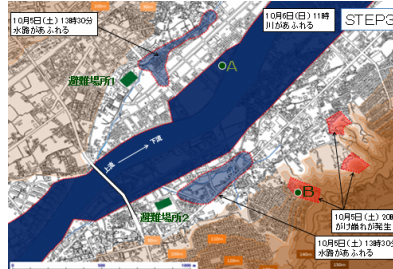 10月5日(土) 13時30分
水路があふれる
10月6日(日) 11時
川があふれる
STEP3
A
避難場所1
上流 → 下流
B
避難場所2
10月5日(土) 20時
がけ崩れが発生
10月5日(土) 13時30分
水路があふれる